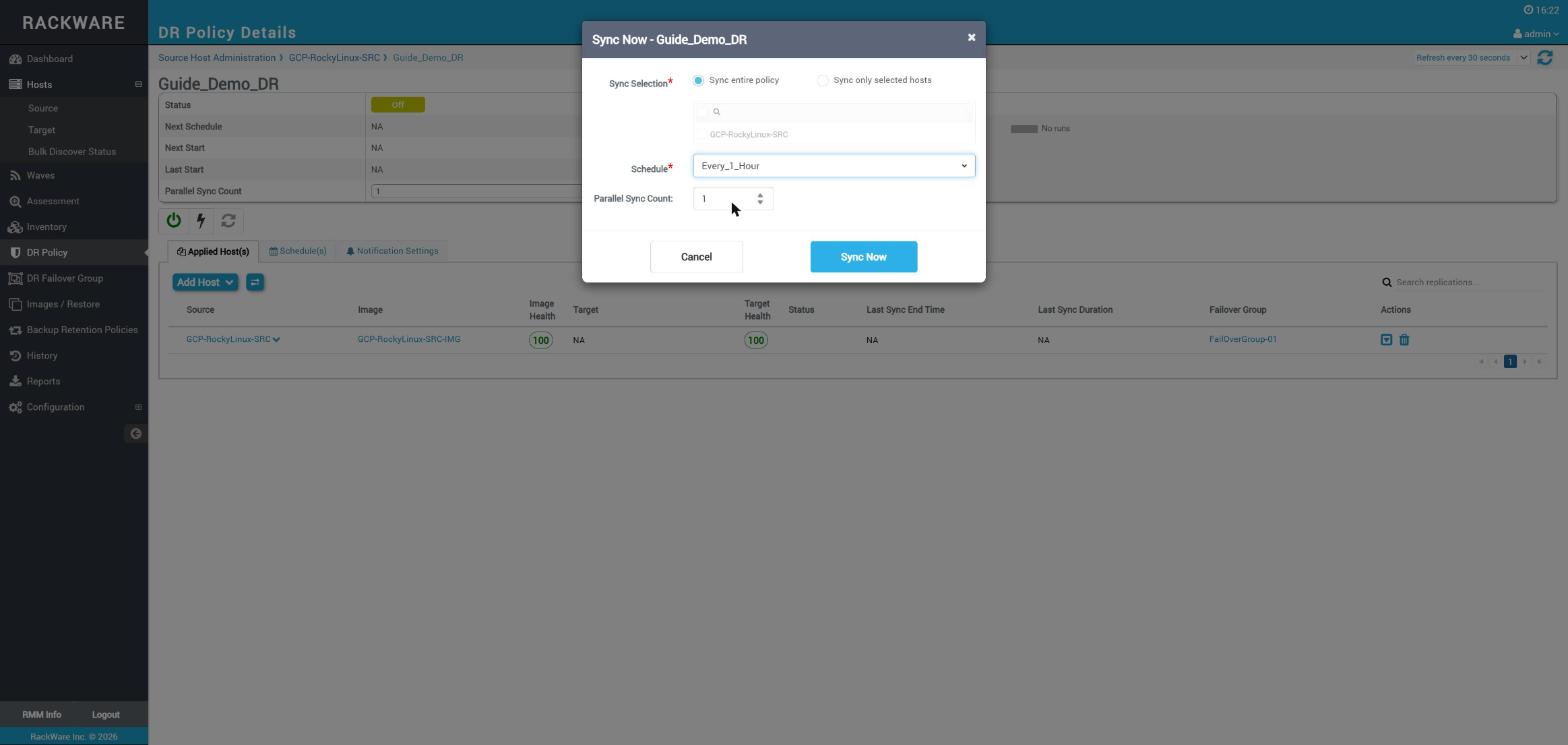 RACKWARE
16:22
DR Policy Details
admin
Dashboard
Hosts
Source
Target
Bulk Discover Status
Waves
Assessment
Inventory
DR Policy
DR Failover Group
Images / Restore
Backup Retention Policies
History
Reports
Configuration
RMM Info Logout
RackWare Inc. © 2026
Source Host Administration › GCP-RockyLinux-SRC › Guide_Demo_DR
Refresh every 30 seconds
Guide_Demo_DR
Status Off
Next Schedule NA
Next Start NA
Last Start NA
Parallel Sync Count 1
No runs
Applied Host(s) Schedule(s) Notification Settings
Add Host
Search replications...
Source Image Image Health Target Target Health Status Last Sync End Time Last Sync Duration Failover Group Actions
GCP-RockyLinux-SRC GCP-RockyLinux-SRC-IMG 100 NA 100 NA NA FailOverGroup-01
« ‹ 1 › »
Sync Now - Guide_Demo_DR ×
Sync Selection* Sync entire policy Sync only selected hosts
GCP-RockyLinux-SRC
Schedule* Every_1_Hour
Parallel Sync Count: 1
Cancel Sync Now